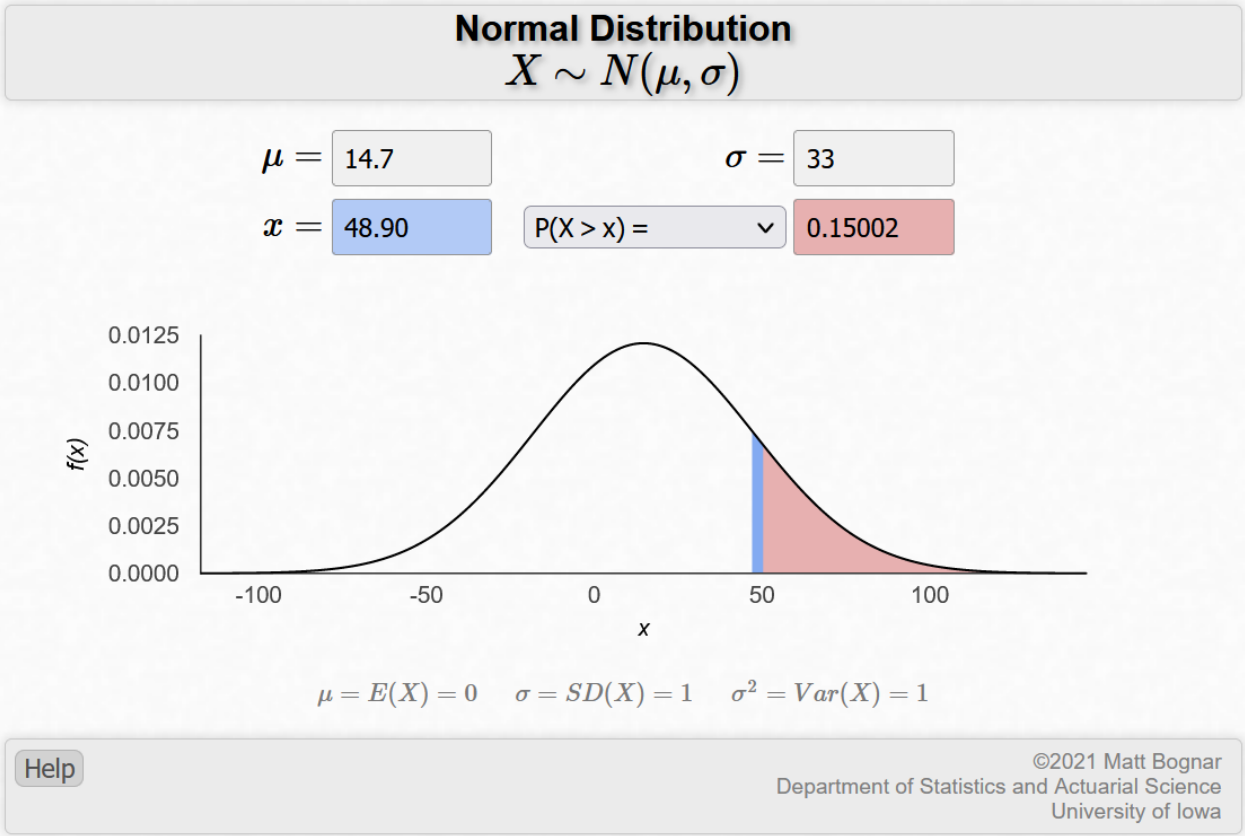 Normal Distribution
X ∼ N(μ, σ)
μ = 14.7 σ = 33
x = 48.90 P(X > x) = 0.15002
0.0125
0.0100
0.0075
0.0050
0.0025
0.0000
f(x)
-100 -50 0 50 100
x
μ = E(X) = 0 σ = SD(X) = 1 σ² = Var(X) = 1
Help
©2021 Matt Bognar
Department of Statistics and Actuarial Science
University of Iowa